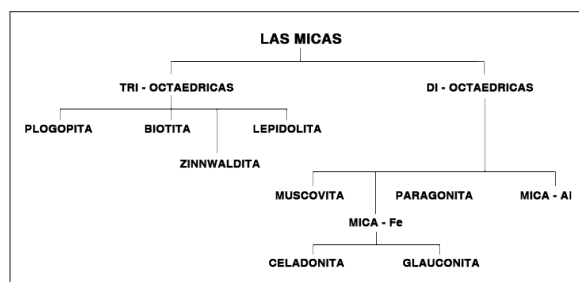 LAS MICAS
TRI - OCTAEDRICAS DI - OCTAEDRICAS
PLOGOPITA BIOTITA LEPIDOLITA
ZINNWALDITA
MUSCOVITA PARAGONITA MICA - Al
MICA - Fe
CELADONITA GLAUCONITA